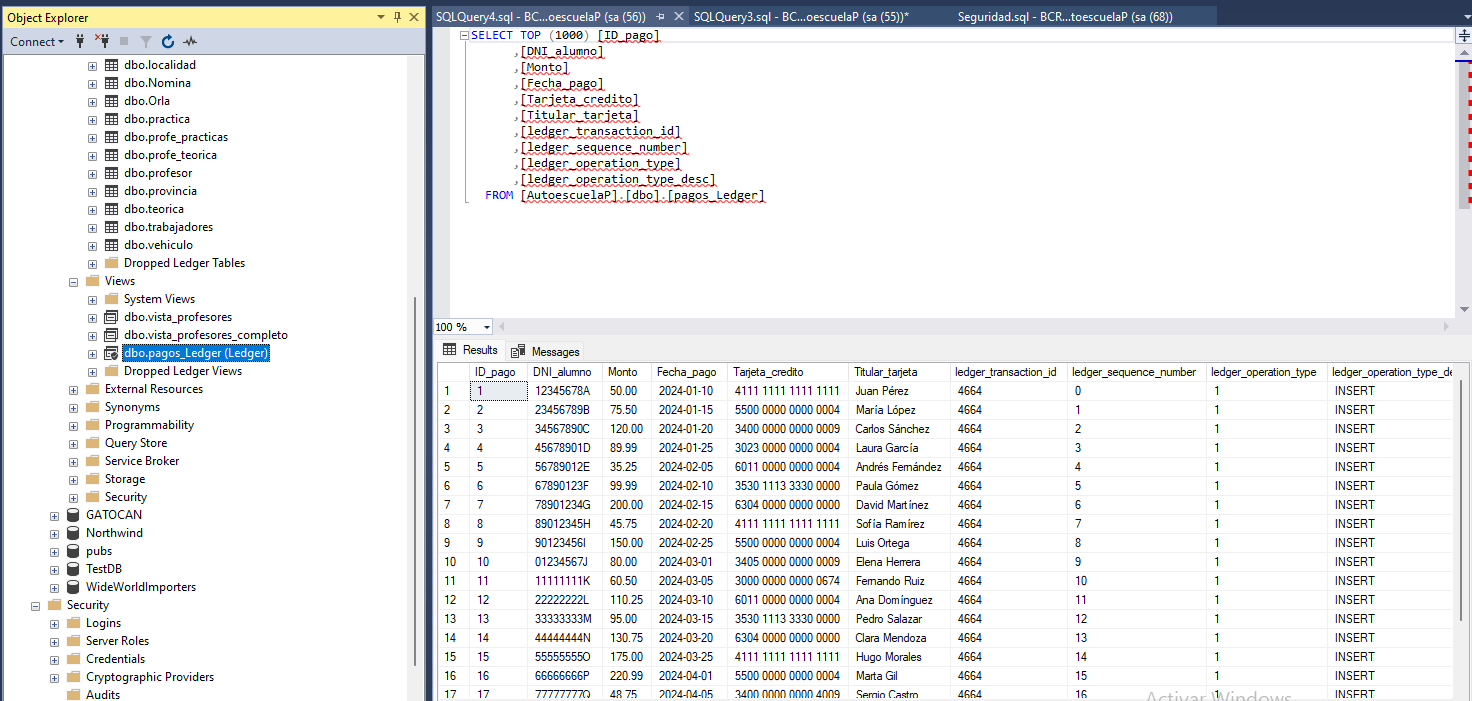 Object Explorer
Connect
dbo.localidad
dbo.Nomina
dbo.Orla
dbo.practica
dbo.profe_practicas
dbo.profe_teorica
dbo.profesor
dbo.provincia
dbo.teorica
dbo.trabajadores
dbo.vehiculo
Dropped Ledger Tables
Views
System Views
dbo.vista_profesores
dbo.vista_profesores_completo
dbo.pagos_Ledger (Ledger)
Dropped Ledger Views
External Resources
Synonyms
Programmability
Query Store
Service Broker
Storage
Security
GATOCAN
Northwind
pubs
TestDB
WideWorldImporters
Security
Logins
Server Roles
Credentials
Cryptographic Providers
Audits
SQLQuery4.sql - BC...oescuelaP (sa (56)) SQLQuery3.sql - BC...oescuelaP (sa (55))* Seguridad.sql - BCR...toescuelaP (sa (68))
SELECT TOP (1000) [ID_pago]
,[DNI_alumno]
,[Monto]
,[Fecha_pago]
,[Tarjeta_credito]
,[Titular_tarjeta]
,[ledger_transaction_id]
,[ledger_sequence_number]
,[ledger_operation_type]
,[ledger_operation_type_desc]
FROM [AutoescuelaP].[dbo].[pagos_Ledger]
100 %
Results Messages
ID_pago DNI_alumno Monto Fecha_pago Tarjeta_credito Titular_tarjeta ledger_transaction_id ledger_sequence_number ledger_operation_type ledger_operation_type_de
1 1 12345678A 50.00 2024-01-10 4111 1111 1111 1111 Juan Pérez 4664 0 1 INSERT
2 2 23456789B 75.50 2024-01-15 5500 0000 0000 0004 María López 4664 1 1 INSERT
3 3 34567890C 120.00 2024-01-20 3400 0000 0000 0009 Carlos Sánchez 4664 2 1 INSERT
4 4 45678901D 89.99 2024-01-25 3023 0000 0000 0004 Laura García 4664 3 1 INSERT
5 5 56789012E 35.25 2024-02-05 6011 0000 0000 0004 Andrés Fernández 4664 4 1 INSERT
6 6 67890123F 99.99 2024-02-10 3530 1113 3330 0000 Paula Gómez 4664 5 1 INSERT
7 7 78901234G 200.00 2024-02-15 6304 0000 0000 0000 David Martínez 4664 6 1 INSERT
8 8 89012345H 45.75 2024-02-20 4111 1111 1111 1111 Sofía Ramírez 4664 7 1 INSERT
9 9 90123456I 150.00 2024-02-25 5500 0000 0000 0004 Luis Ortega 4664 8 1 INSERT
10 10 01234567J 80.00 2024-03-01 3405 0000 0000 0009 Elena Herrera 4664 9 1 INSERT
11 11 11111111K 60.50 2024-03-05 3000 0000 0000 0674 Fernando Ruiz 4664 10 1 INSERT
12 12 22222222L 110.25 2024-03-10 6011 0000 0000 0004 Ana Domínguez 4664 11 1 INSERT
13 13 33333333M 95.00 2024-03-15 3530 1113 3330 0000 Pedro Salazar 4664 12 1 INSERT
14 14 44444444N 130.75 2024-03-20 6304 0000 0000 0000 Clara Mendoza 4664 13 1 INSERT
15 15 55555555O 175.00 2024-03-25 4111 1111 1111 1111 Hugo Morales 4664 14 1 INSERT
16 16 66666666P 220.99 2024-04-01 5500 0000 0000 0004 Marta Gil 4664 15 1 INSERT
17 17 77777777Q 48.75 2024-04-05 3400 0000 0000 4009 Sergio Castro 4664 16 1 INSERT
Activar Windows